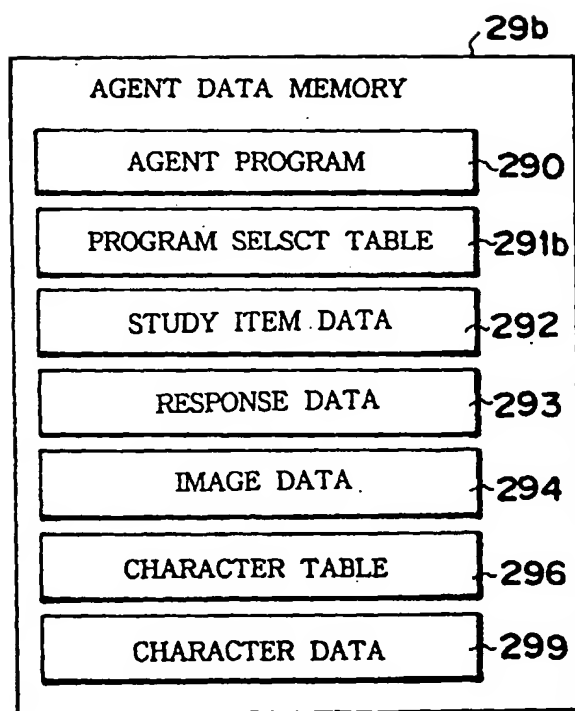 29b
AGENT DATA MEMORY
AGENT PROGRAM 290
PROGRAM SELSCT TABLE 291b
STUDY ITEM DATA 292
RESPONSE DATA 293
IMAGE DATA 294
CHARACTER TABLE 296
CHARACTER DATA 299